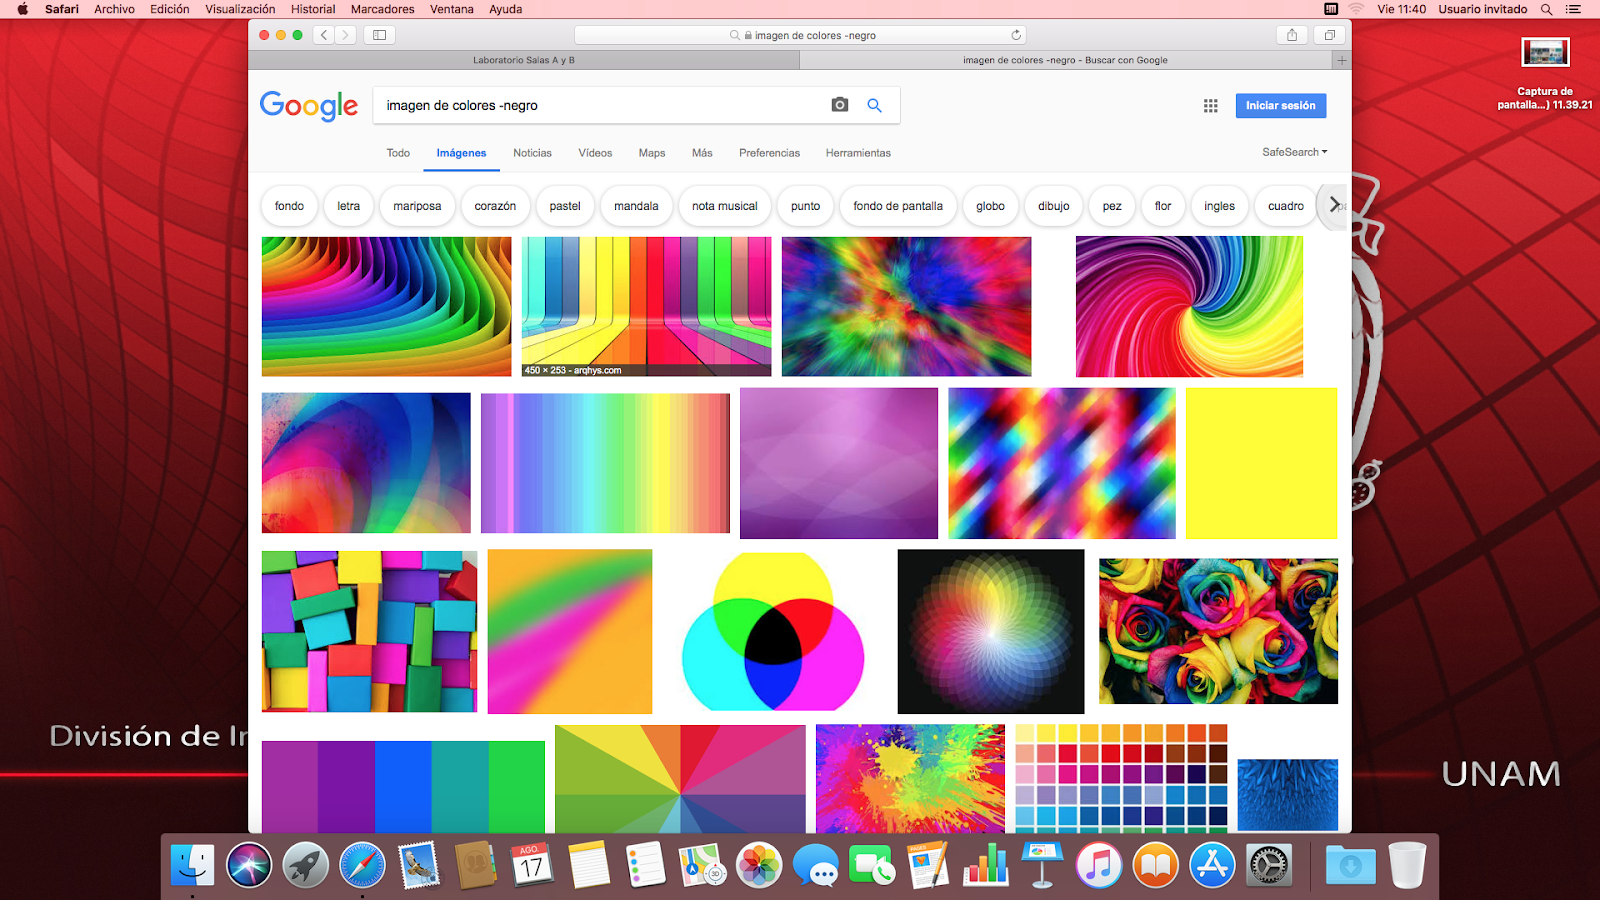 Safari Archivo Edición Visualización Historial Marcadores Ventana Ayuda Vie 11:40 Usuario invitado
imagen de colores -negro
Laboratorio Salas A y B
imagen de colores -negro - Buscar con Google
Captura de
pantalla...) 11.39.21
Google imagen de colores -negro Iniciar sesión
Todo Imágenes Noticias Vídeos Maps Más Preferencias Herramientas SafeSearch
fondo letra mariposa corazón pastel mandala nota musical punto fondo de pantalla globo dibujo pez flor ingles cuadro
450 × 253 - arqhys.com
División de In
UNAM
AGO.
17
PAGES
3D